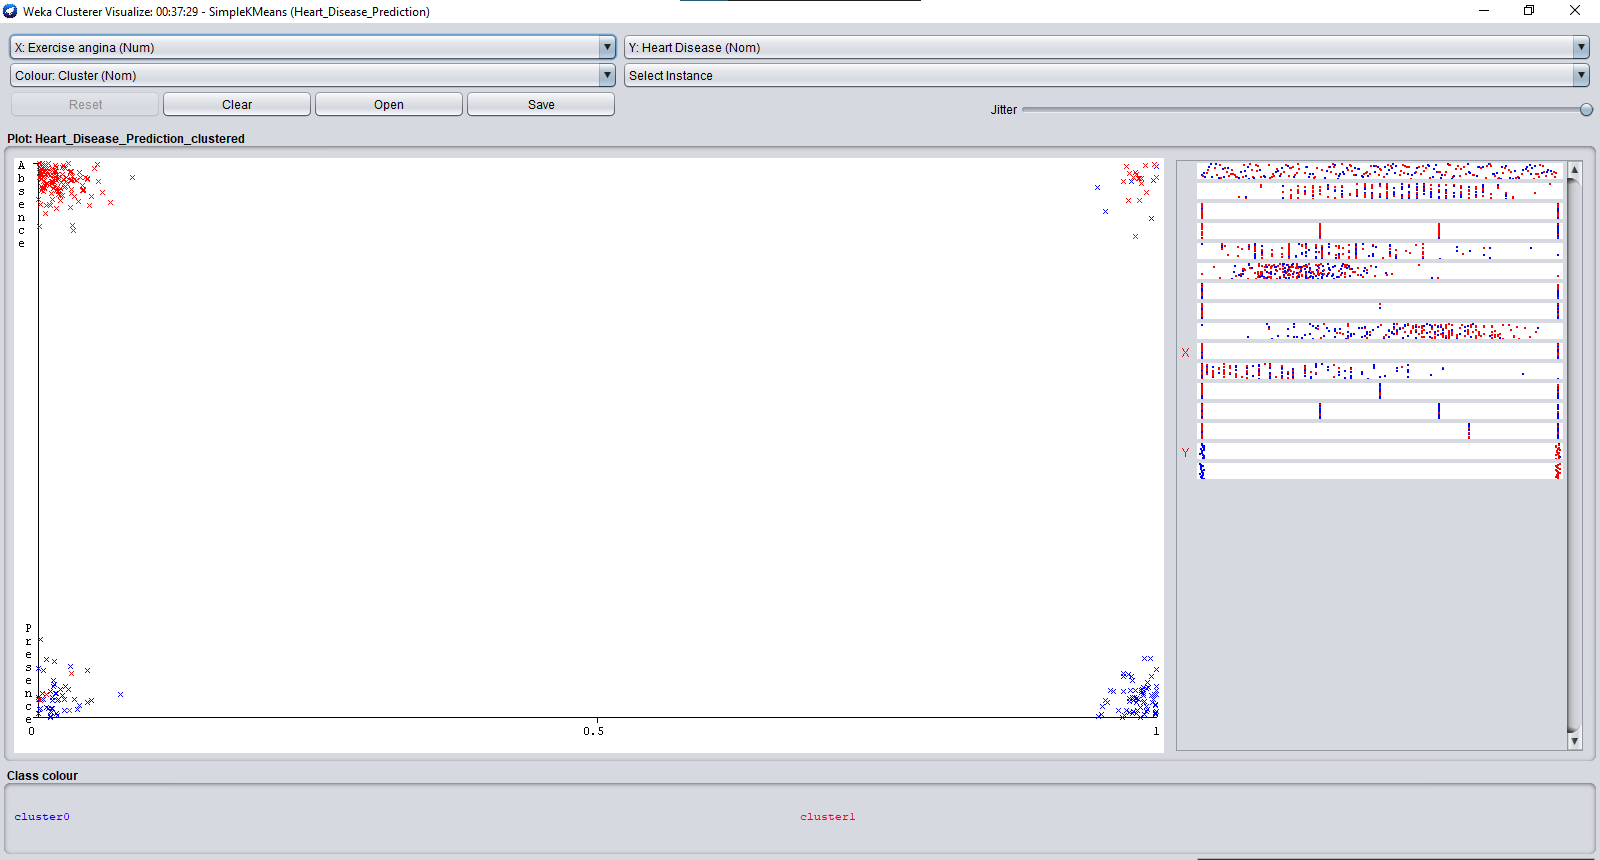 Weka Clusterer Visualize: 00:37:29 - SimpleKMeans (Heart_Disease_Prediction)
X: Exercise angina (Num)
Y: Heart Disease (Nom)
Colour: Cluster (Nom)
Select Instance
Reset
Clear
Open
Save
Jitter
Plot: Heart_Disease_Prediction_clustered
Absence
Presence
0
0.5
1
X
Y
Class colour
cluster0
cluster1